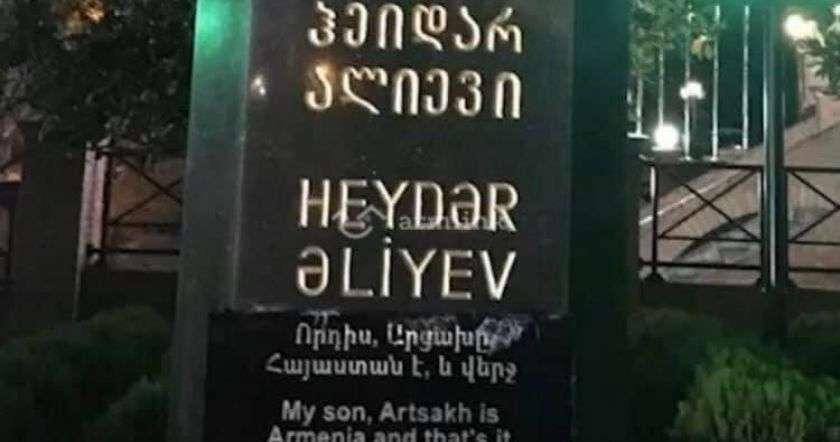 ჰეიდარ
ალიევი
HEYDƏR
ƏLİYEV
Որդիս, Արցախը
Հայաստան է, և վերջ
My son, Artsakh is
Armenia and that's it